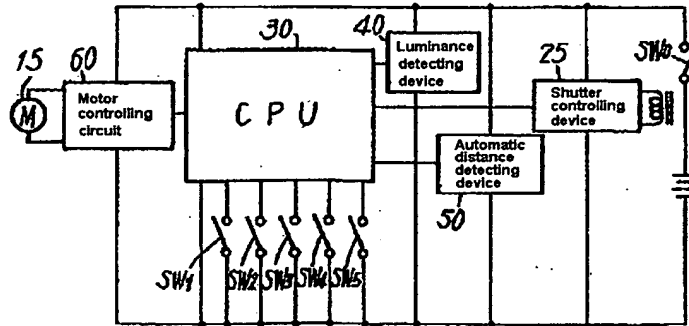 30
40
Luminance
detecting
device
15
60
Motor
controlling
circuit
M
CPU
25
Shutter
controlling
device
SW0
Automatic
distance
detecting
device
50
SW1
SW2
SW3
SW4
SW5